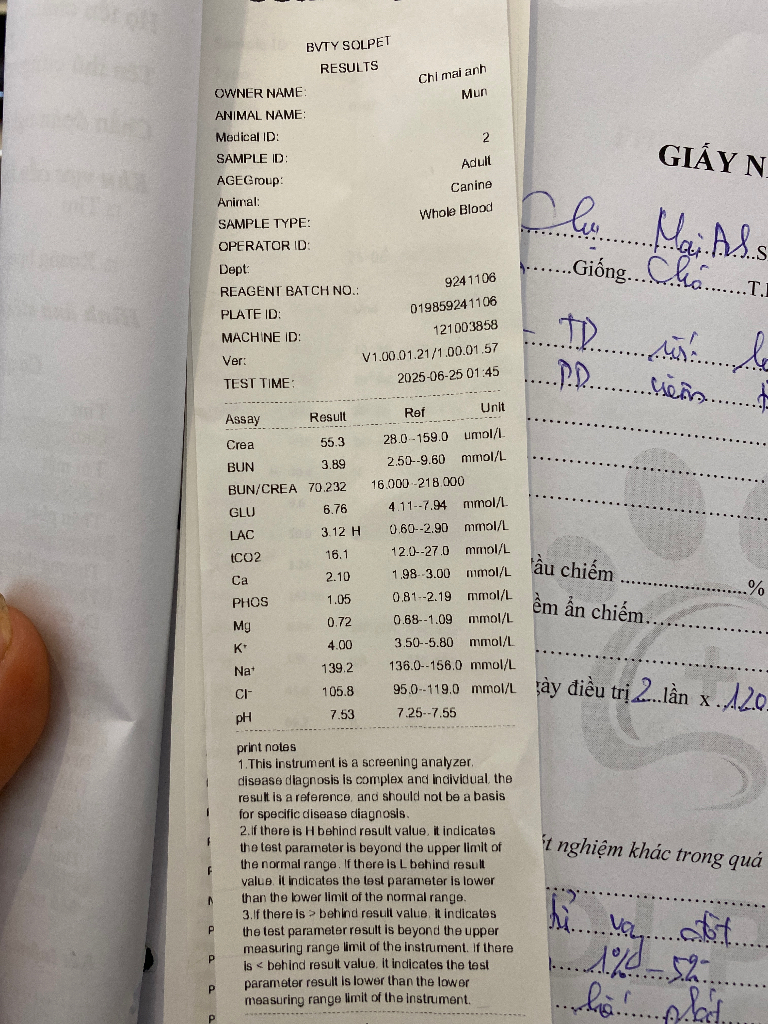 BVTY SOLPET
RESULTS
OWNER NAME: Chi mai anh
ANIMAL NAME: Mun
Medical ID:
SAMPLE ID: 2
AGEGroup: Adult
Animal: Canine
SAMPLE TYPE: Whole Blood
OPERATOR ID:
Dept:
REAGENT BATCH NO.: 9241106
PLATE ID: 019859241106
MACHINE ID: 121003858
Ver: V1.00.01.21/1.00.01.57
TEST TIME: 2025-06-25 01:45
Assay Result Ref Unit
Crea 55.3 28.0--159.0 umol/L
BUN 3.89 2.50--9.60 mmol/L
BUN/CREA 70.232 16.000--218.000
GLU 6.76 4.11--7.94 mmol/L
LAC 3.12 H 0.60--2.90 mmol/L
tCO2 16.1 12.0--27.0 mmol/L
Ca 2.10 1.98--3.00 mmol/L
PHOS 1.05 0.81--2.19 mmol/L
Mg 0.72 0.68--1.09 mmol/L
K+ 4.00 3.50--5.80 mmol/L
Na+ 139.2 136.0--156.0 mmol/L
Cl- 105.8 95.0--119.0 mmol/L
pH 7.53 7.25--7.55
print notes
1.This instrument is a screening analyzer,
disease diagnosis is complex and individual, the
result is a reference, and should not be a basis
for specific disease diagnosis.
2.If there is H behind result value, it indicates
the test parameter is beyond the upper limit of
the normal range. If there is L behind result
value, it indicates the test parameter is lower
than the lower limit of the normal range.
3.If there is > behind result value, it indicates
the test parameter result is beyond the upper
measuring range limit of the instrument. If there
is < behind result value, it indicates the test
parameter result is lower than the lower
measuring range limit of the instrument.
GIẤY N
Giống Chó T.
TD
PD viêm
ầu chiếm %
ềm ẩn chiếm
gày điều trị 2 lần x 120
ét nghiệm khác trong quá
1% - 5%